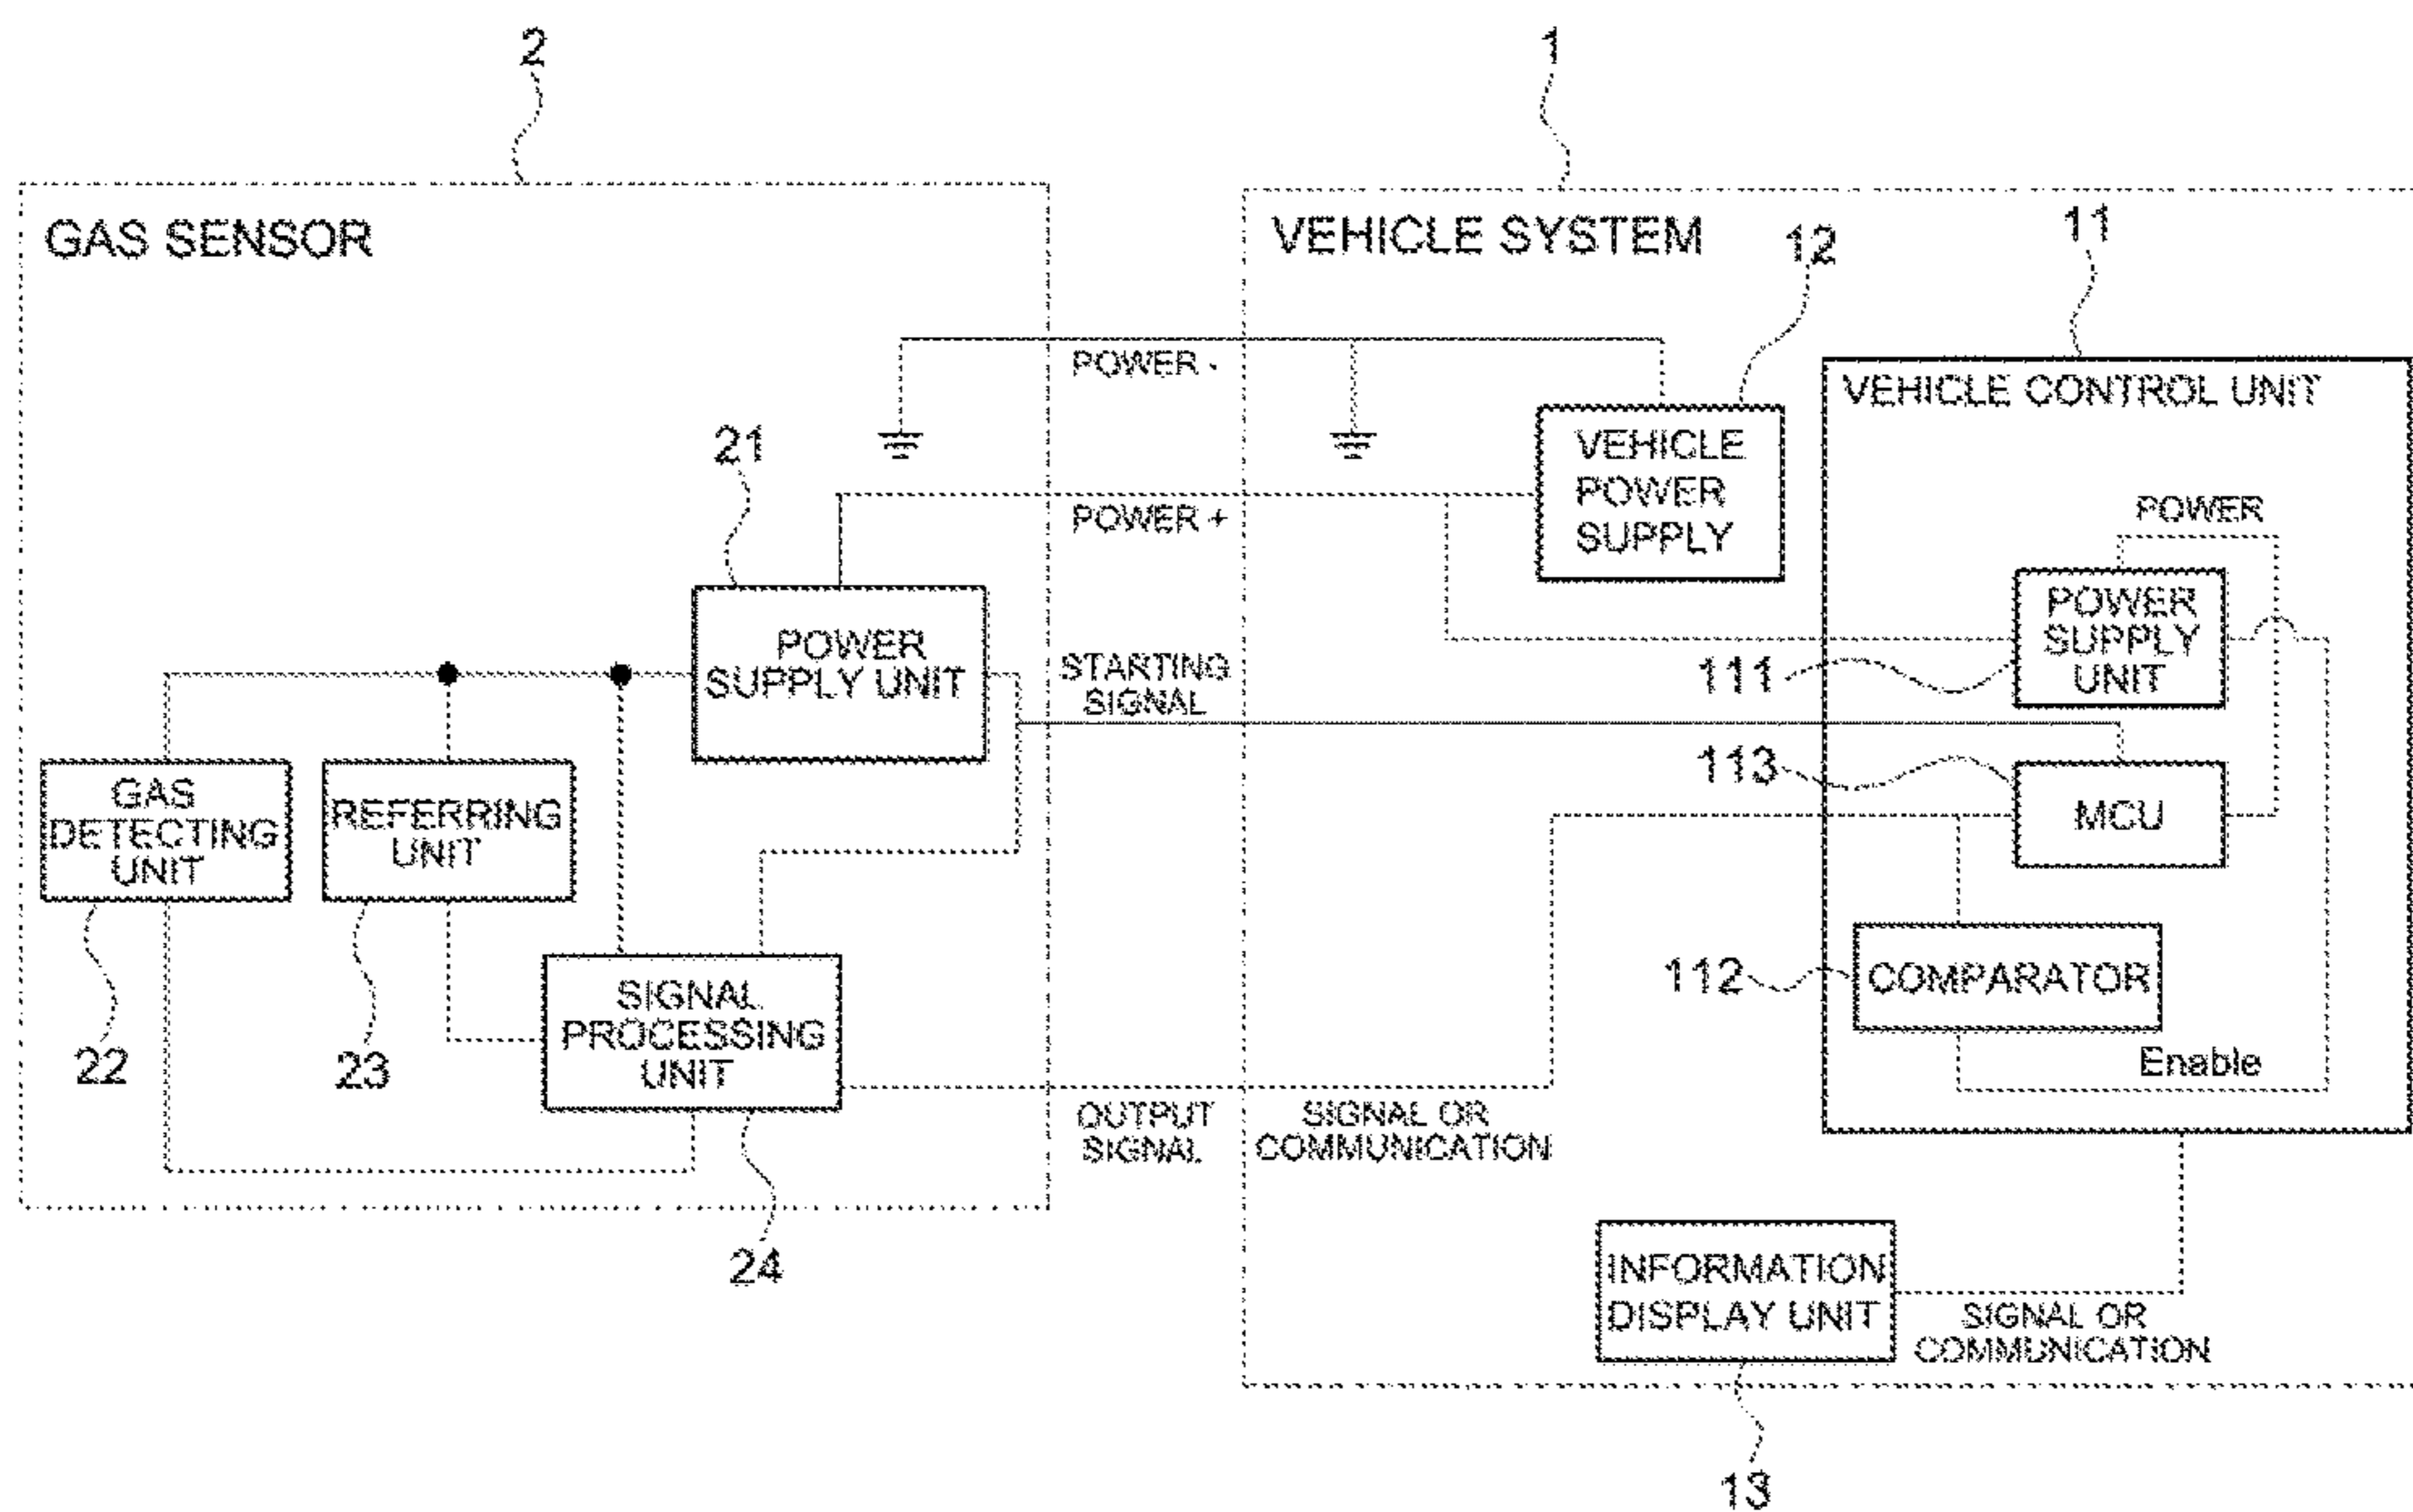 2
1
GAS SENSOR
VEHICLE SYSTEM
12
11
POWER -
VEHICLE CONTROL UNIT
VEHICLE
POWER
SUPPLY
21
POWER +
POWER
POWER
SUPPLY UNIT
STARTING
SIGNAL
111
POWER
SUPPLY
UNIT
GAS
DETECTING
UNIT
REFERRING
UNIT
113
MCU
112
COMPARATOR
SIGNAL
PROCESSING
UNIT
22
23
Enable
OUTPUT
SIGNAL
SIGNAL OR
COMMUNICATION
24
INFORMATION
DISPLAY UNIT
SIGNAL OR
COMMUNICATION
13